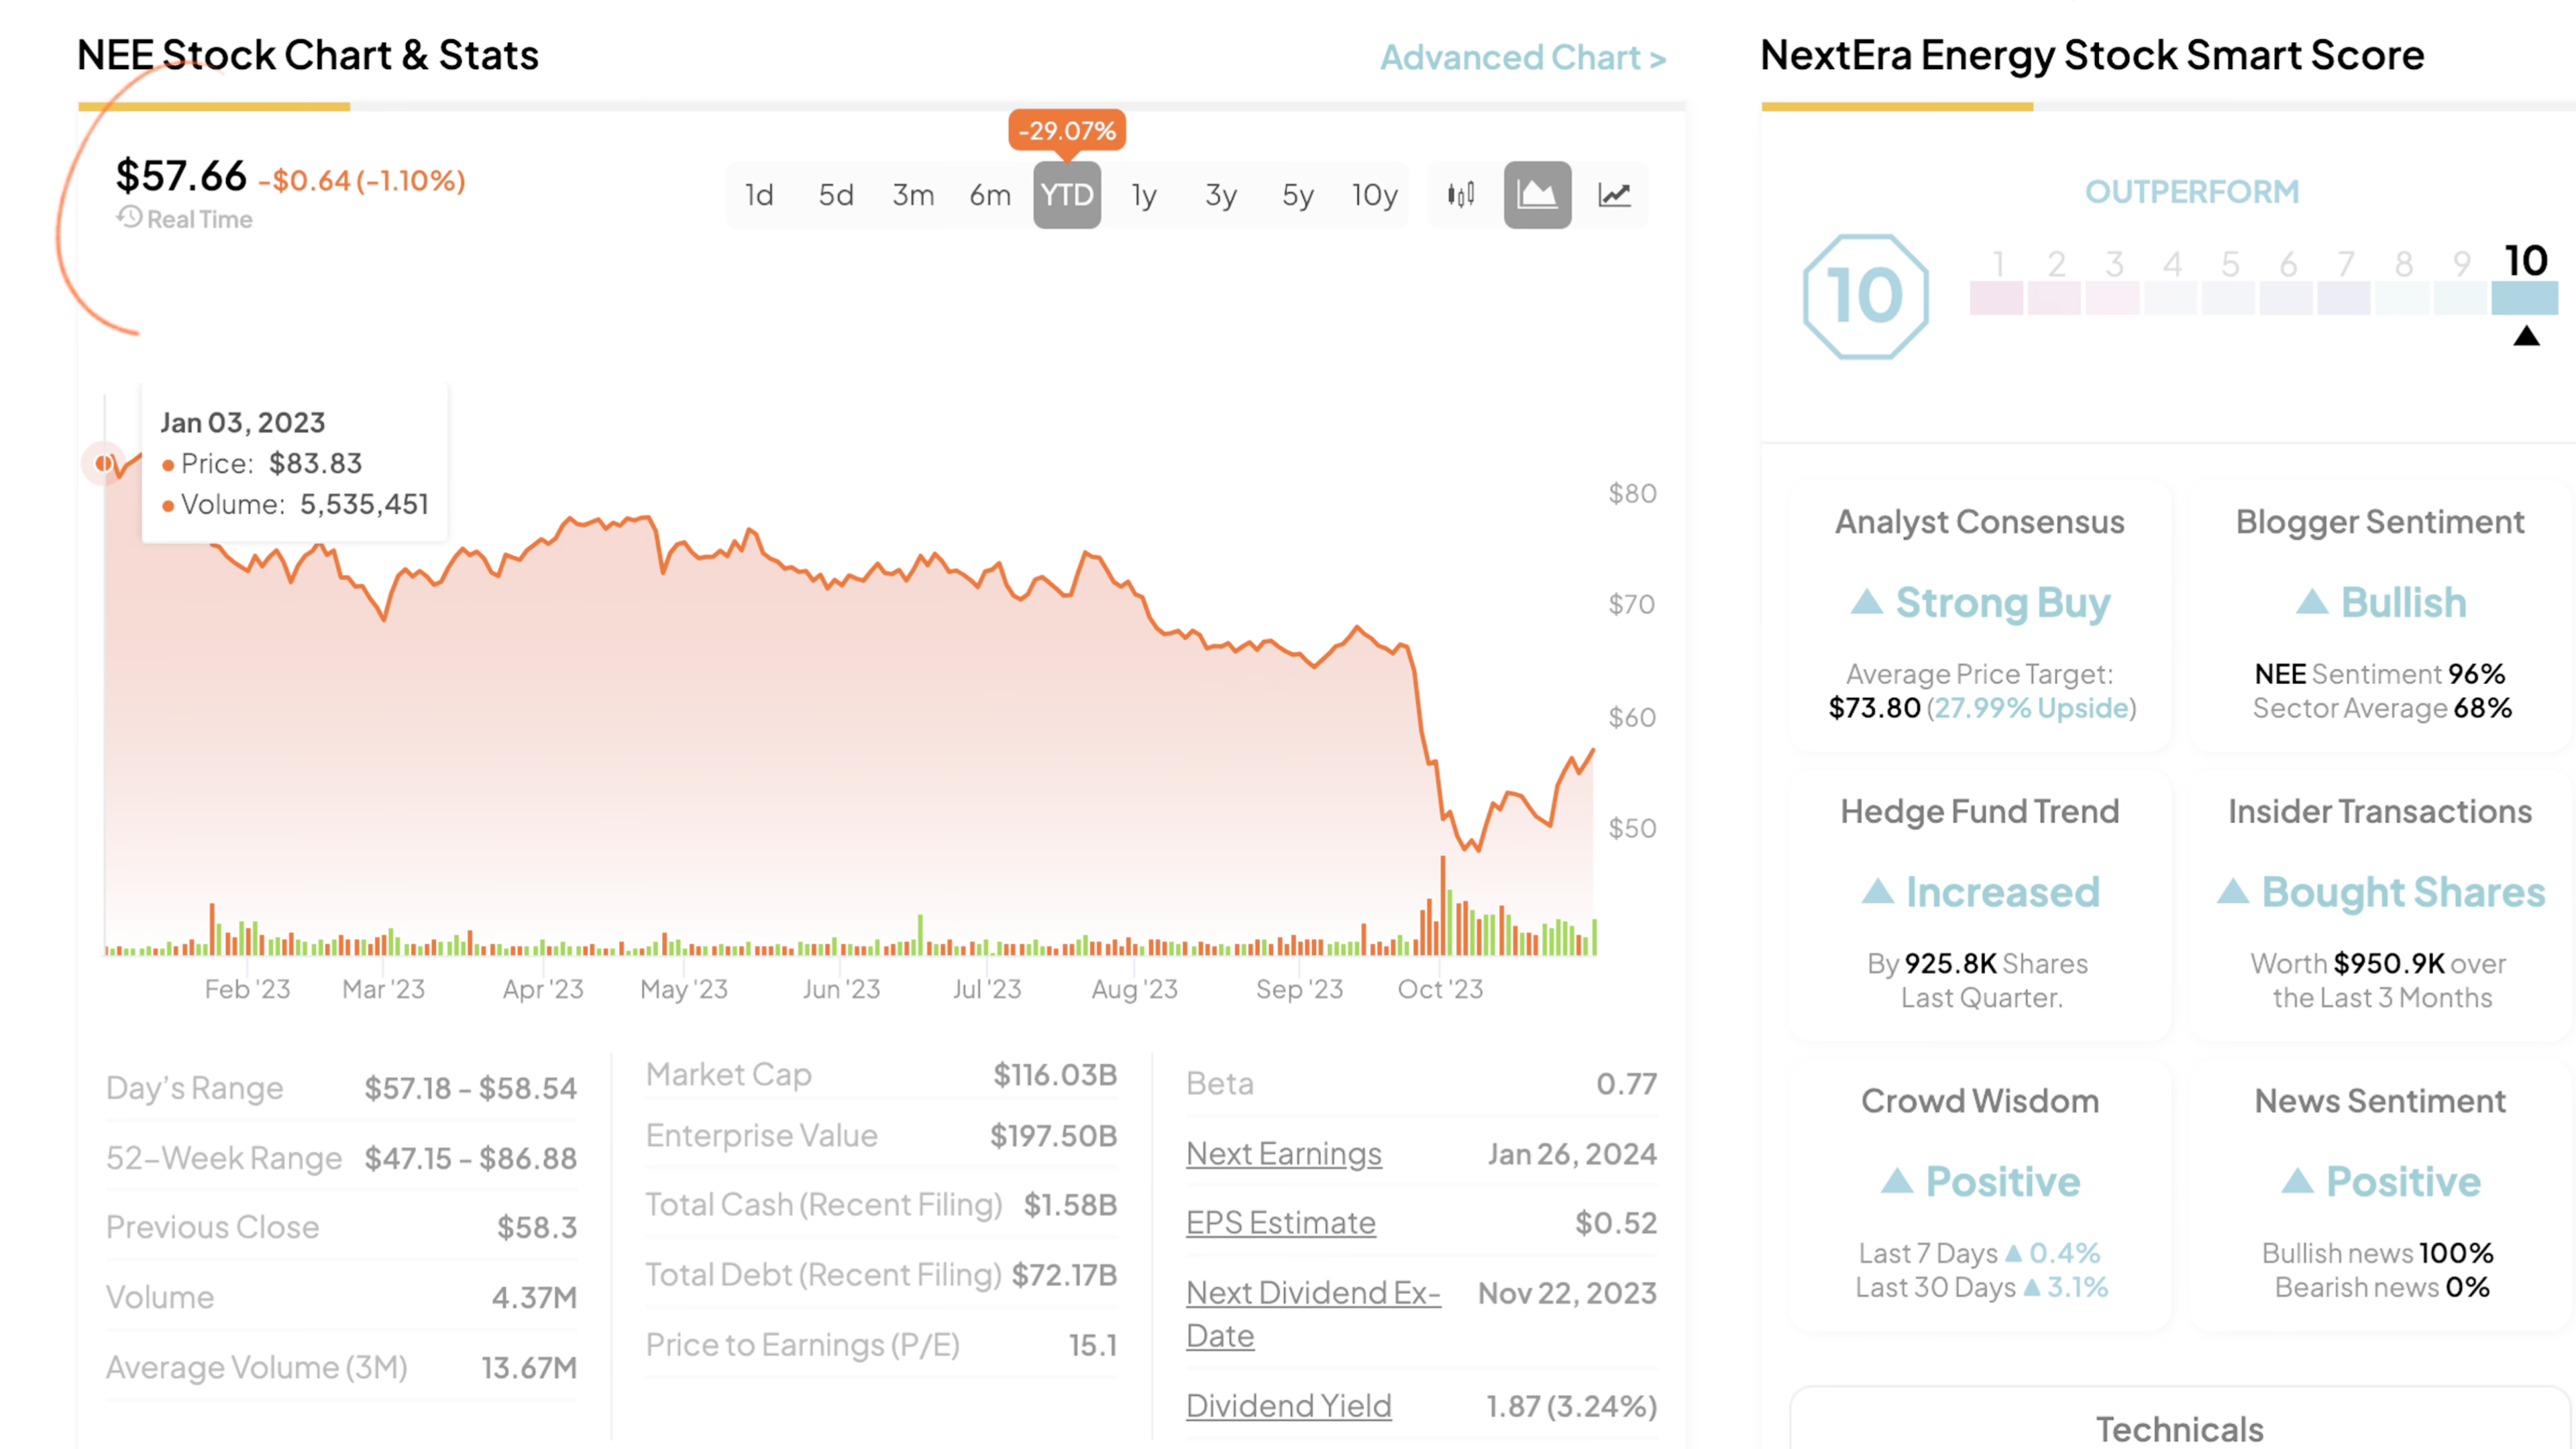 NEE Stock Chart & Stats
Advanced Chart >
$57.66 -$0.64 (-1.10%)
Real Time
-29.07%
1d 5d 3m 6m YTD 1y 3y 5y 10y
Jan 03, 2023
Price: $83.83
Volume: 5,535,451
$80
$70
$60
$50
Feb '23 Mar '23 Apr '23 May '23 Jun '23 Jul '23 Aug '23 Sep '23 Oct '23
Day's Range $57.18 - $58.54
52-Week Range $47.15 - $86.88
Previous Close $58.3
Volume 4.37M
Average Volume (3M) 13.67M
Market Cap $116.03B
Enterprise Value $197.50B
Total Cash (Recent Filing) $1.58B
Total Debt (Recent Filing) $72.17B
Price to Earnings (P/E) 15.1
Beta 0.77
Next Earnings Jan 26, 2024
EPS Estimate $0.52
Next Dividend Ex- Nov 22, 2023
Date
Dividend Yield 1.87 (3.24%)
NextEra Energy Stock Smart Score
OUTPERFORM
10
1 2 3 4 5 6 7 8 9 10
Analyst Consensus
Strong Buy
Average Price Target:
$73.80 (27.99% Upside)
Blogger Sentiment
Bullish
NEE Sentiment 96%
Sector Average 68%
Hedge Fund Trend
Increased
By 925.8K Shares
Last Quarter.
Insider Transactions
Bought Shares
Worth $950.9K over
the Last 3 Months
Crowd Wisdom
Positive
Last 7 Days ▲ 0.4%
Last 30 Days ▲ 3.1%
News Sentiment
Positive
Bullish news 100%
Bearish news 0%
Technicals